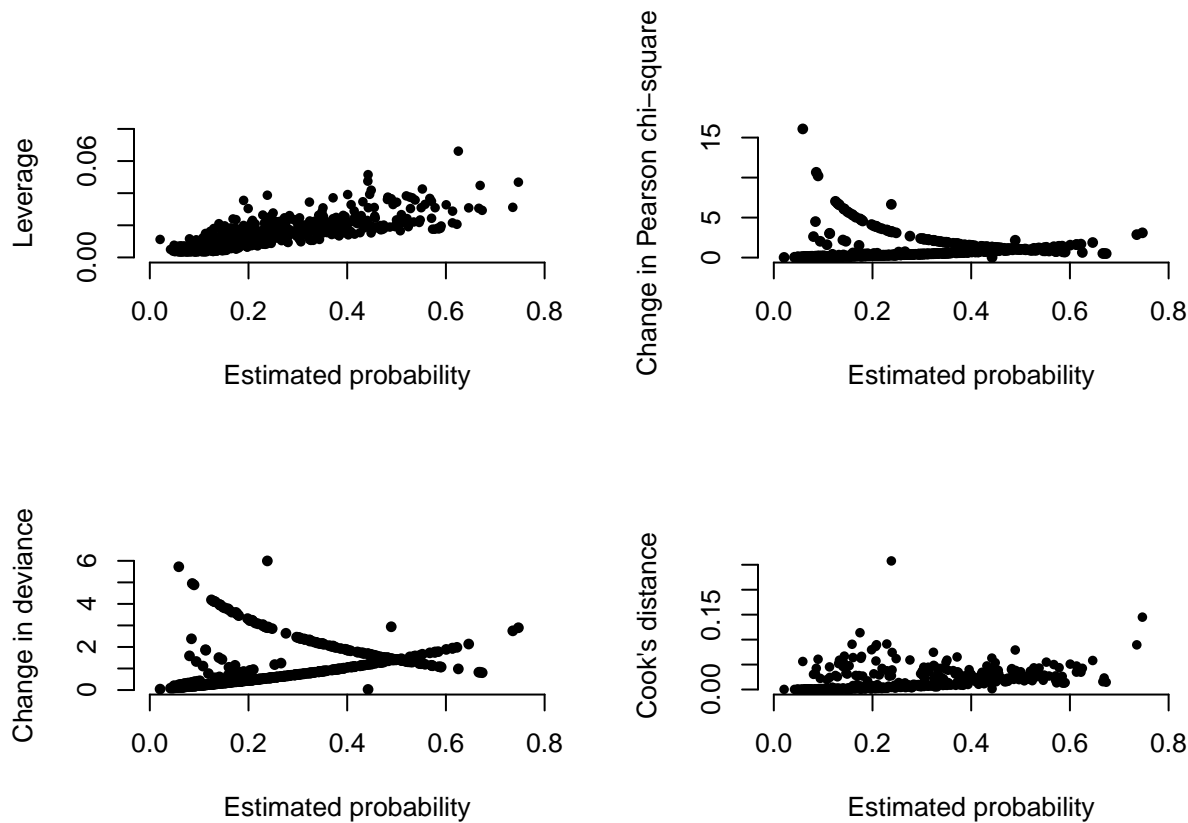 Leverage
0.00 0.06
0.0 0.2 0.4 0.6 0.8
Estimated probability
Change in Pearson chi−square
0 5 15
0.0 0.2 0.4 0.6 0.8
Estimated probability
Change in deviance
0 2 4 6
0.0 0.2 0.4 0.6 0.8
Estimated probability
Cook's distance
0.00 0.15
0.0 0.2 0.4 0.6 0.8
Estimated probability